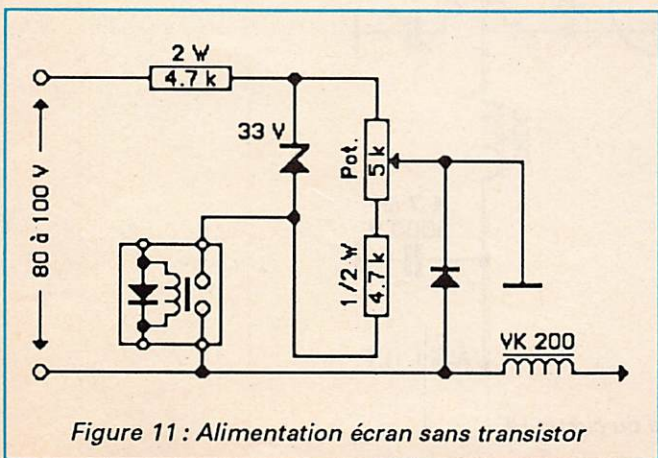 2 W
4.7 k
33 V
Pot.
5 k
80 à 100 V
1/2 W
4.7 k
VK 200
Figure 11 : Alimentation écran sans transistor